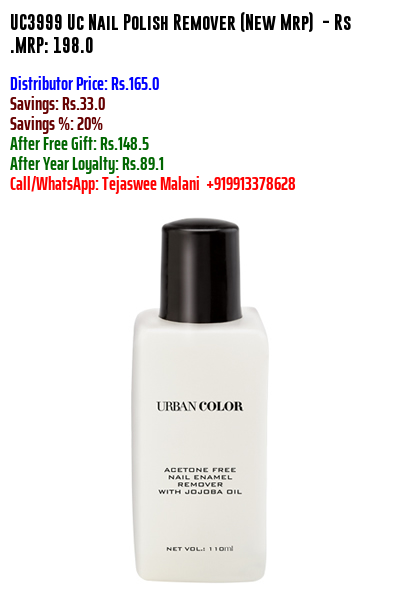 UC3999 Uc Nail Polish Remover (New Mrp) - Rs
.MRP: 198.0
Distributor Price: Rs.165.0
Savings: Rs.33.0
Savings %: 20%
After Free Gift: Rs.148.5
After Year Loyalty: Rs.89.1
Call/WhatsApp: Tejaswee Malani +919913378628
URBAN COLOR
ACETONE FREE
NAIL ENAMEL
REMOVER
WITH JOJOBA OIL
NET VOL.: 110ml